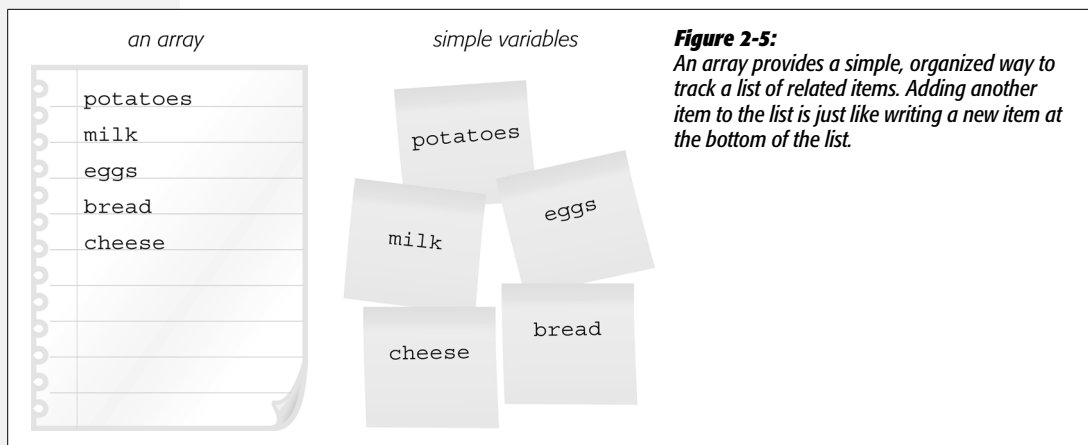 an array
potatoes
milk
eggs
bread
cheese
simple variables
potatoes
eggs
milk
bread
cheese
Figure 2-5:
An array provides a simple, organized way to
track a list of related items. Adding another
item to the list is just like writing a new item at
the bottom of the list.